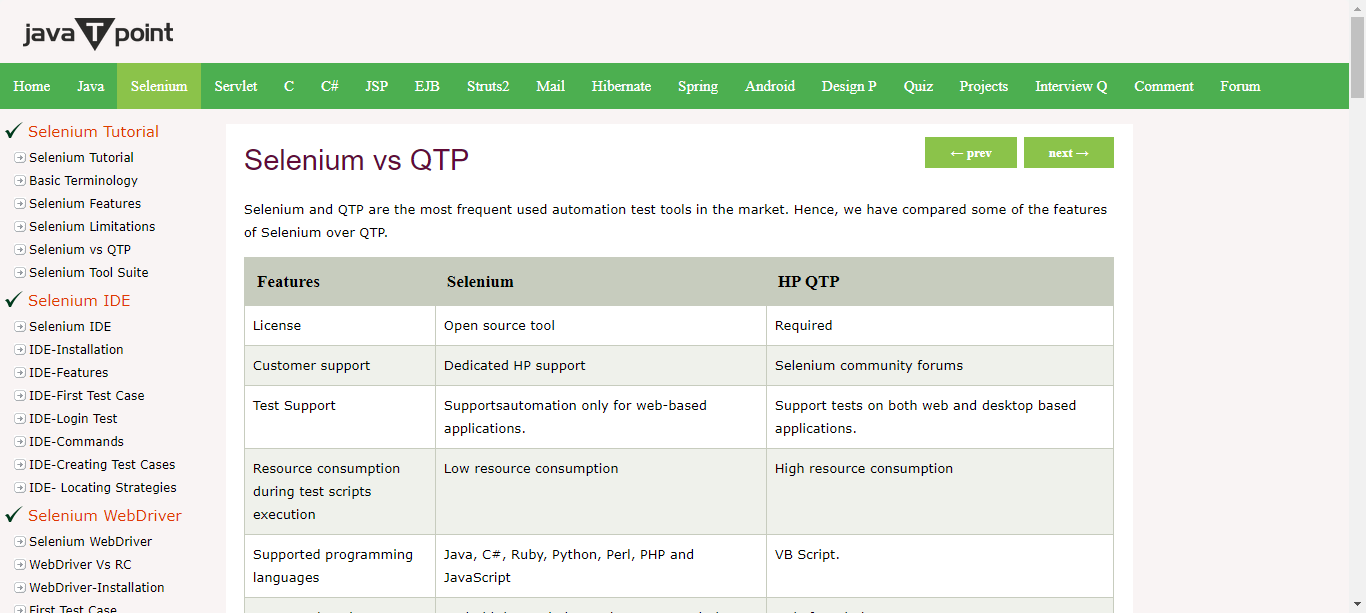 javaTpoint
Home Java Selenium Servlet C C# JSP EJB Struts2 Mail Hibernate Spring Android Design P Quiz Projects Interview Q Comment Forum
Selenium Tutorial
Selenium Tutorial
Basic Terminology
Selenium Features
Selenium Limitations
Selenium vs QTP
Selenium Tool Suite
Selenium IDE
Selenium IDE
IDE-Installation
IDE-Features
IDE-First Test Case
IDE-Login Test
IDE-Commands
IDE-Creating Test Cases
IDE- Locating Strategies
Selenium WebDriver
Selenium WebDriver
WebDriver Vs RC
WebDriver-Installation
First Test Case
Selenium vs QTP
← prev next →
Selenium and QTP are the most frequent used automation test tools in the market. Hence, we have compared some of the features
of Selenium over QTP.
Features Selenium HP QTP
License Open source tool Required
Customer support Dedicated HP support Selenium community forums
Test Support Supportsautomation only for web-based Support tests on both web and desktop based
applications. applications.
Resource consumption Low resource consumption High resource consumption
during test scripts
execution
Supported programming Java, C#, Ruby, Python, Perl, PHP and VB Script.
languages JavaScript